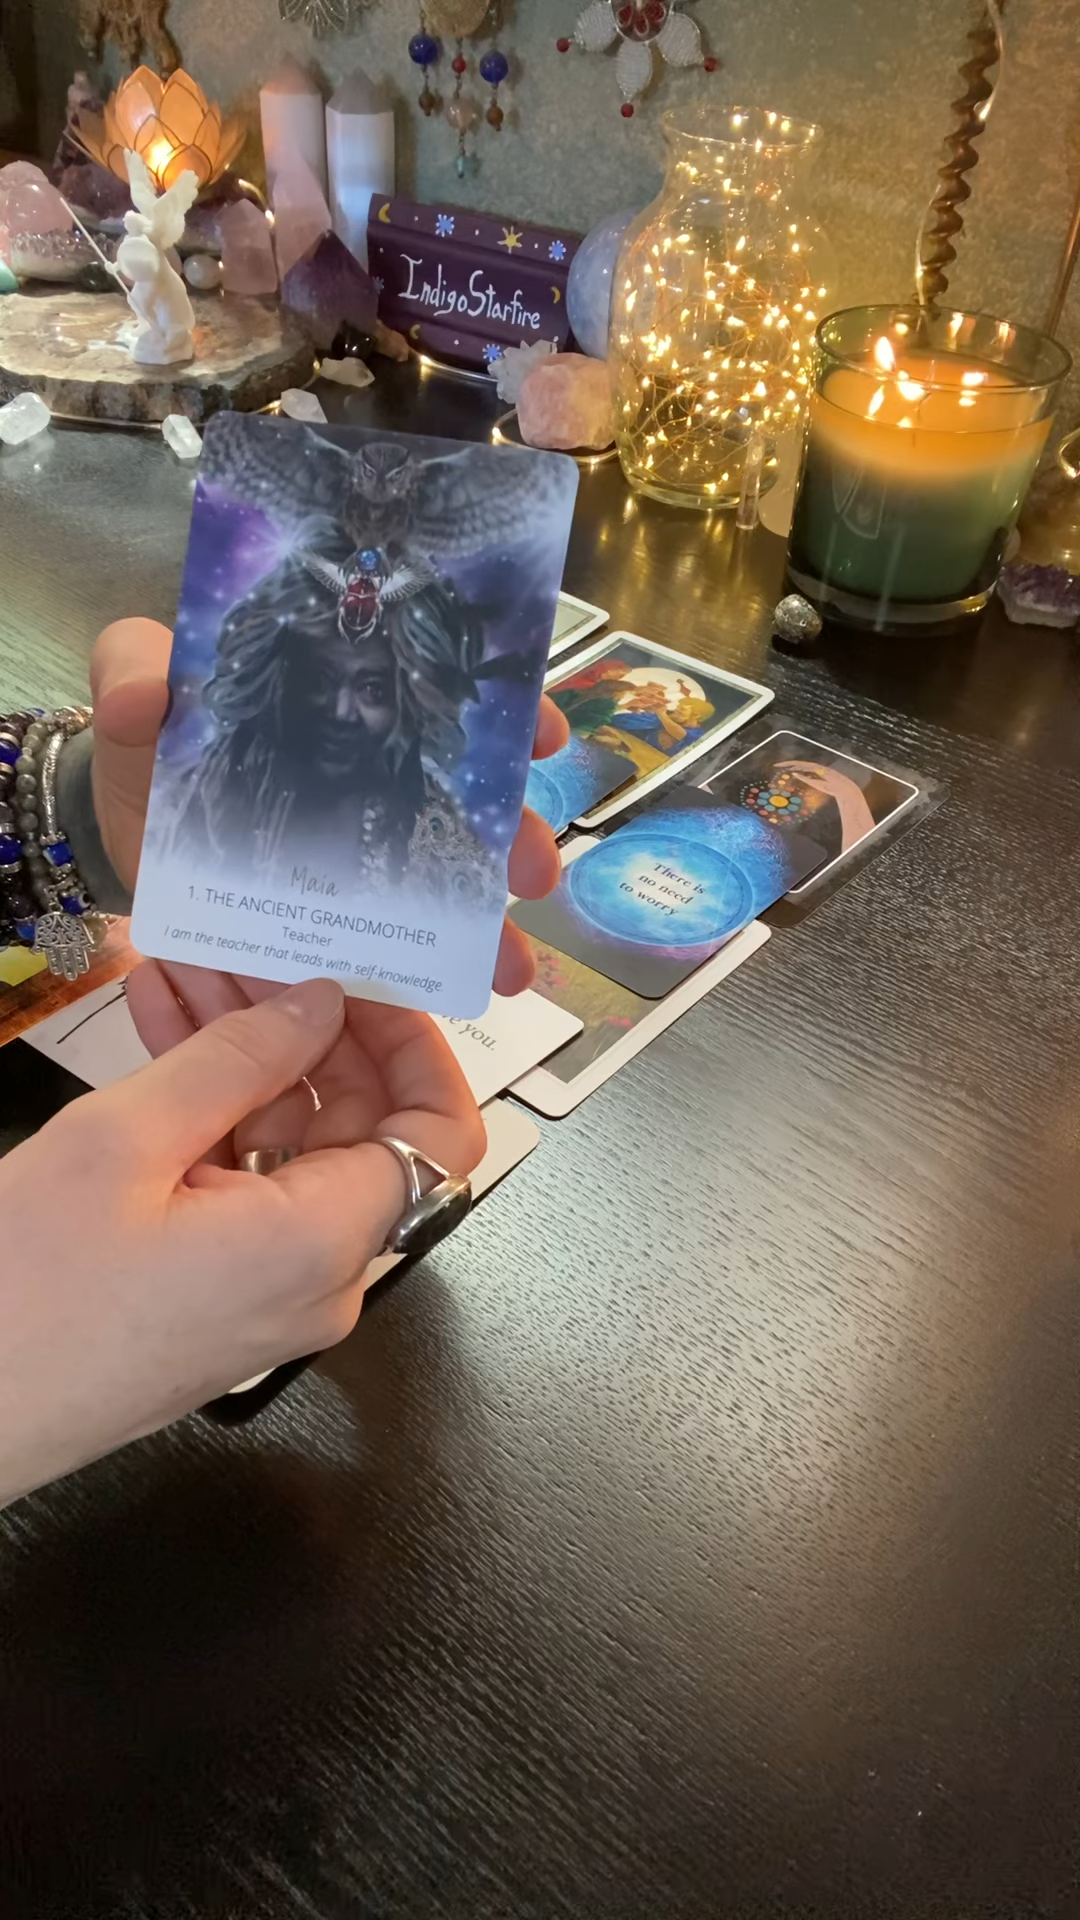 IndigoStarfire
Maia
1. THE ANCIENT GRANDMOTHER
Teacher
I am the teacher that leads with self-knowledge.
There is
no need
to worry
you.